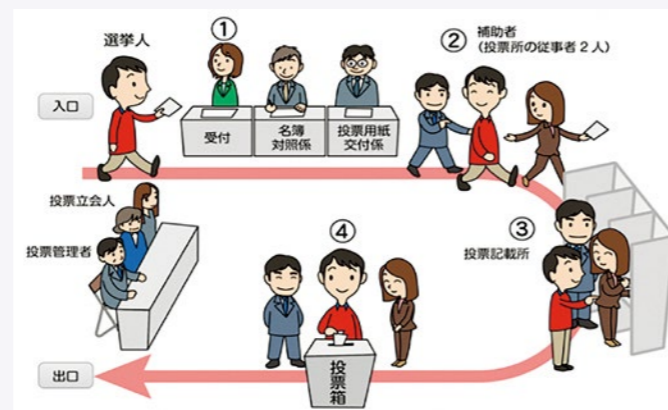 選挙人
①
②
補助者
(投票所の従事者2人)
入口
受付
名簿
対照係
投票用紙
交付係
投票立会人
投票管理者
④
③
投票記載所
投票箱
出口